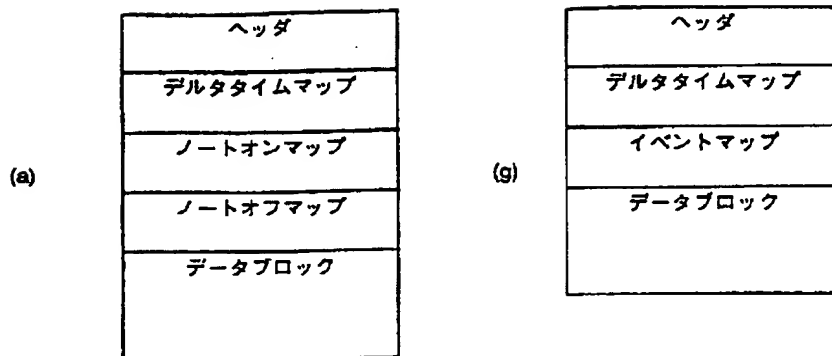 (a)
ヘッダ
デルタタイムマップ
ノートオンマップ
ノートオフマップ
データブロック
(g)
ヘッダ
デルタタイムマップ
イベントマップ
データブロック